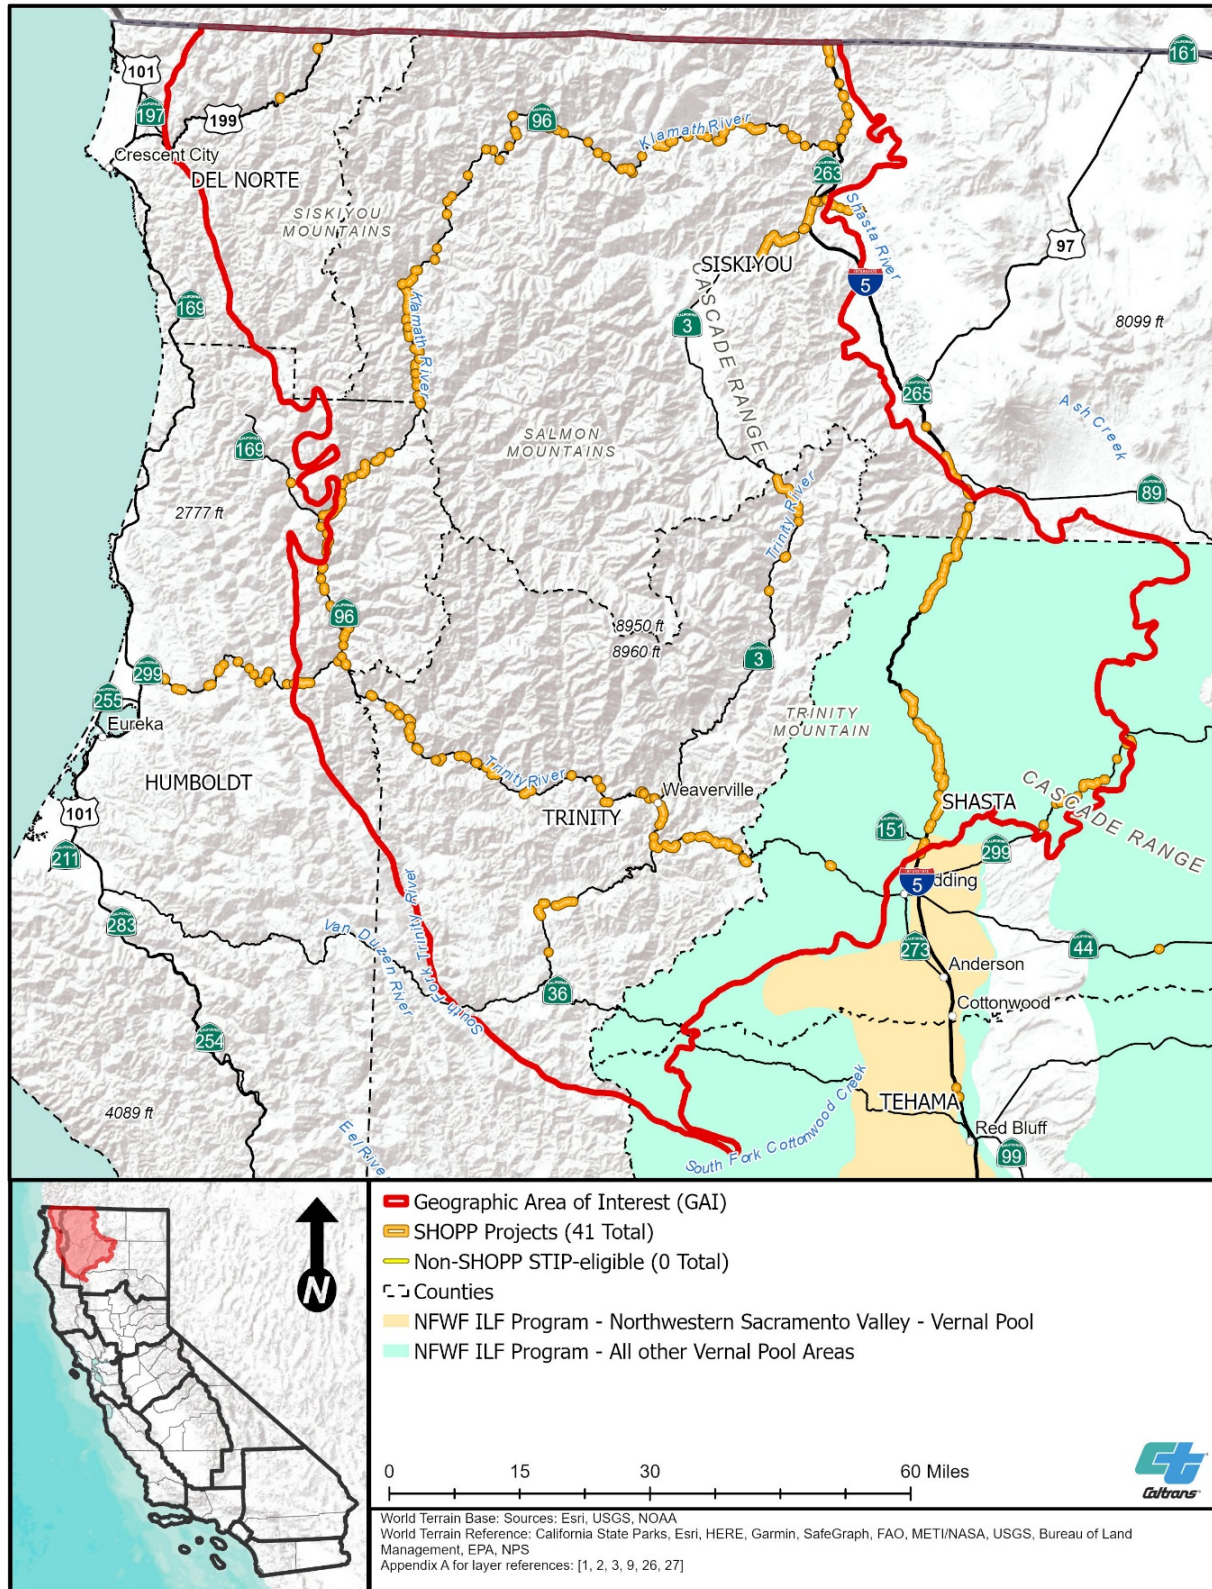 161
101
197
199
96
Klamath River
Crescent City
DEL NORTE
263
SISKIYOU
MOUNTAINS
Shasta River
97
SISKIYOU
5
169
Klamath River
3
CASCADE RANGE
8099 ft
265
Ash Creek
169
SALMON
MOUNTAINS
89
2777 ft
Trinity River
96
8950 ft
8960 ft
3
299
255
Eureka
TRINITY
MOUNTAIN
HUMBOLDT
Trinity River
Weaverville
CASCADE RANGE
101
TRINITY
SHASTA
151
211
299
5
dding
283
South Fork Trinity River
Van Duzen River
273
44
Anderson
36
Cottonwood
254
4089 ft
Eel River
South Fork Cottonwood Creek
TEHAMA
Red Bluff
99
N
Geographic Area of Interest (GAI)
SHOPP Projects (41 Total)
Non-SHOPP STIP-eligible (0 Total)
Counties
NFWF ILF Program - Northwestern Sacramento Valley - Vernal Pool
NFWF ILF Program - All other Vernal Pool Areas
0 15 30 60 Miles
Caltrans
World Terrain Base: Sources: Esri, USGS, NOAA
World Terrain Reference: California State Parks, Esri, HERE, Garmin, SafeGraph, FAO, METI/NASA, USGS, Bureau of Land
Management, EPA, NPS
Appendix A for layer references: [1, 2, 3, 9, 26, 27]